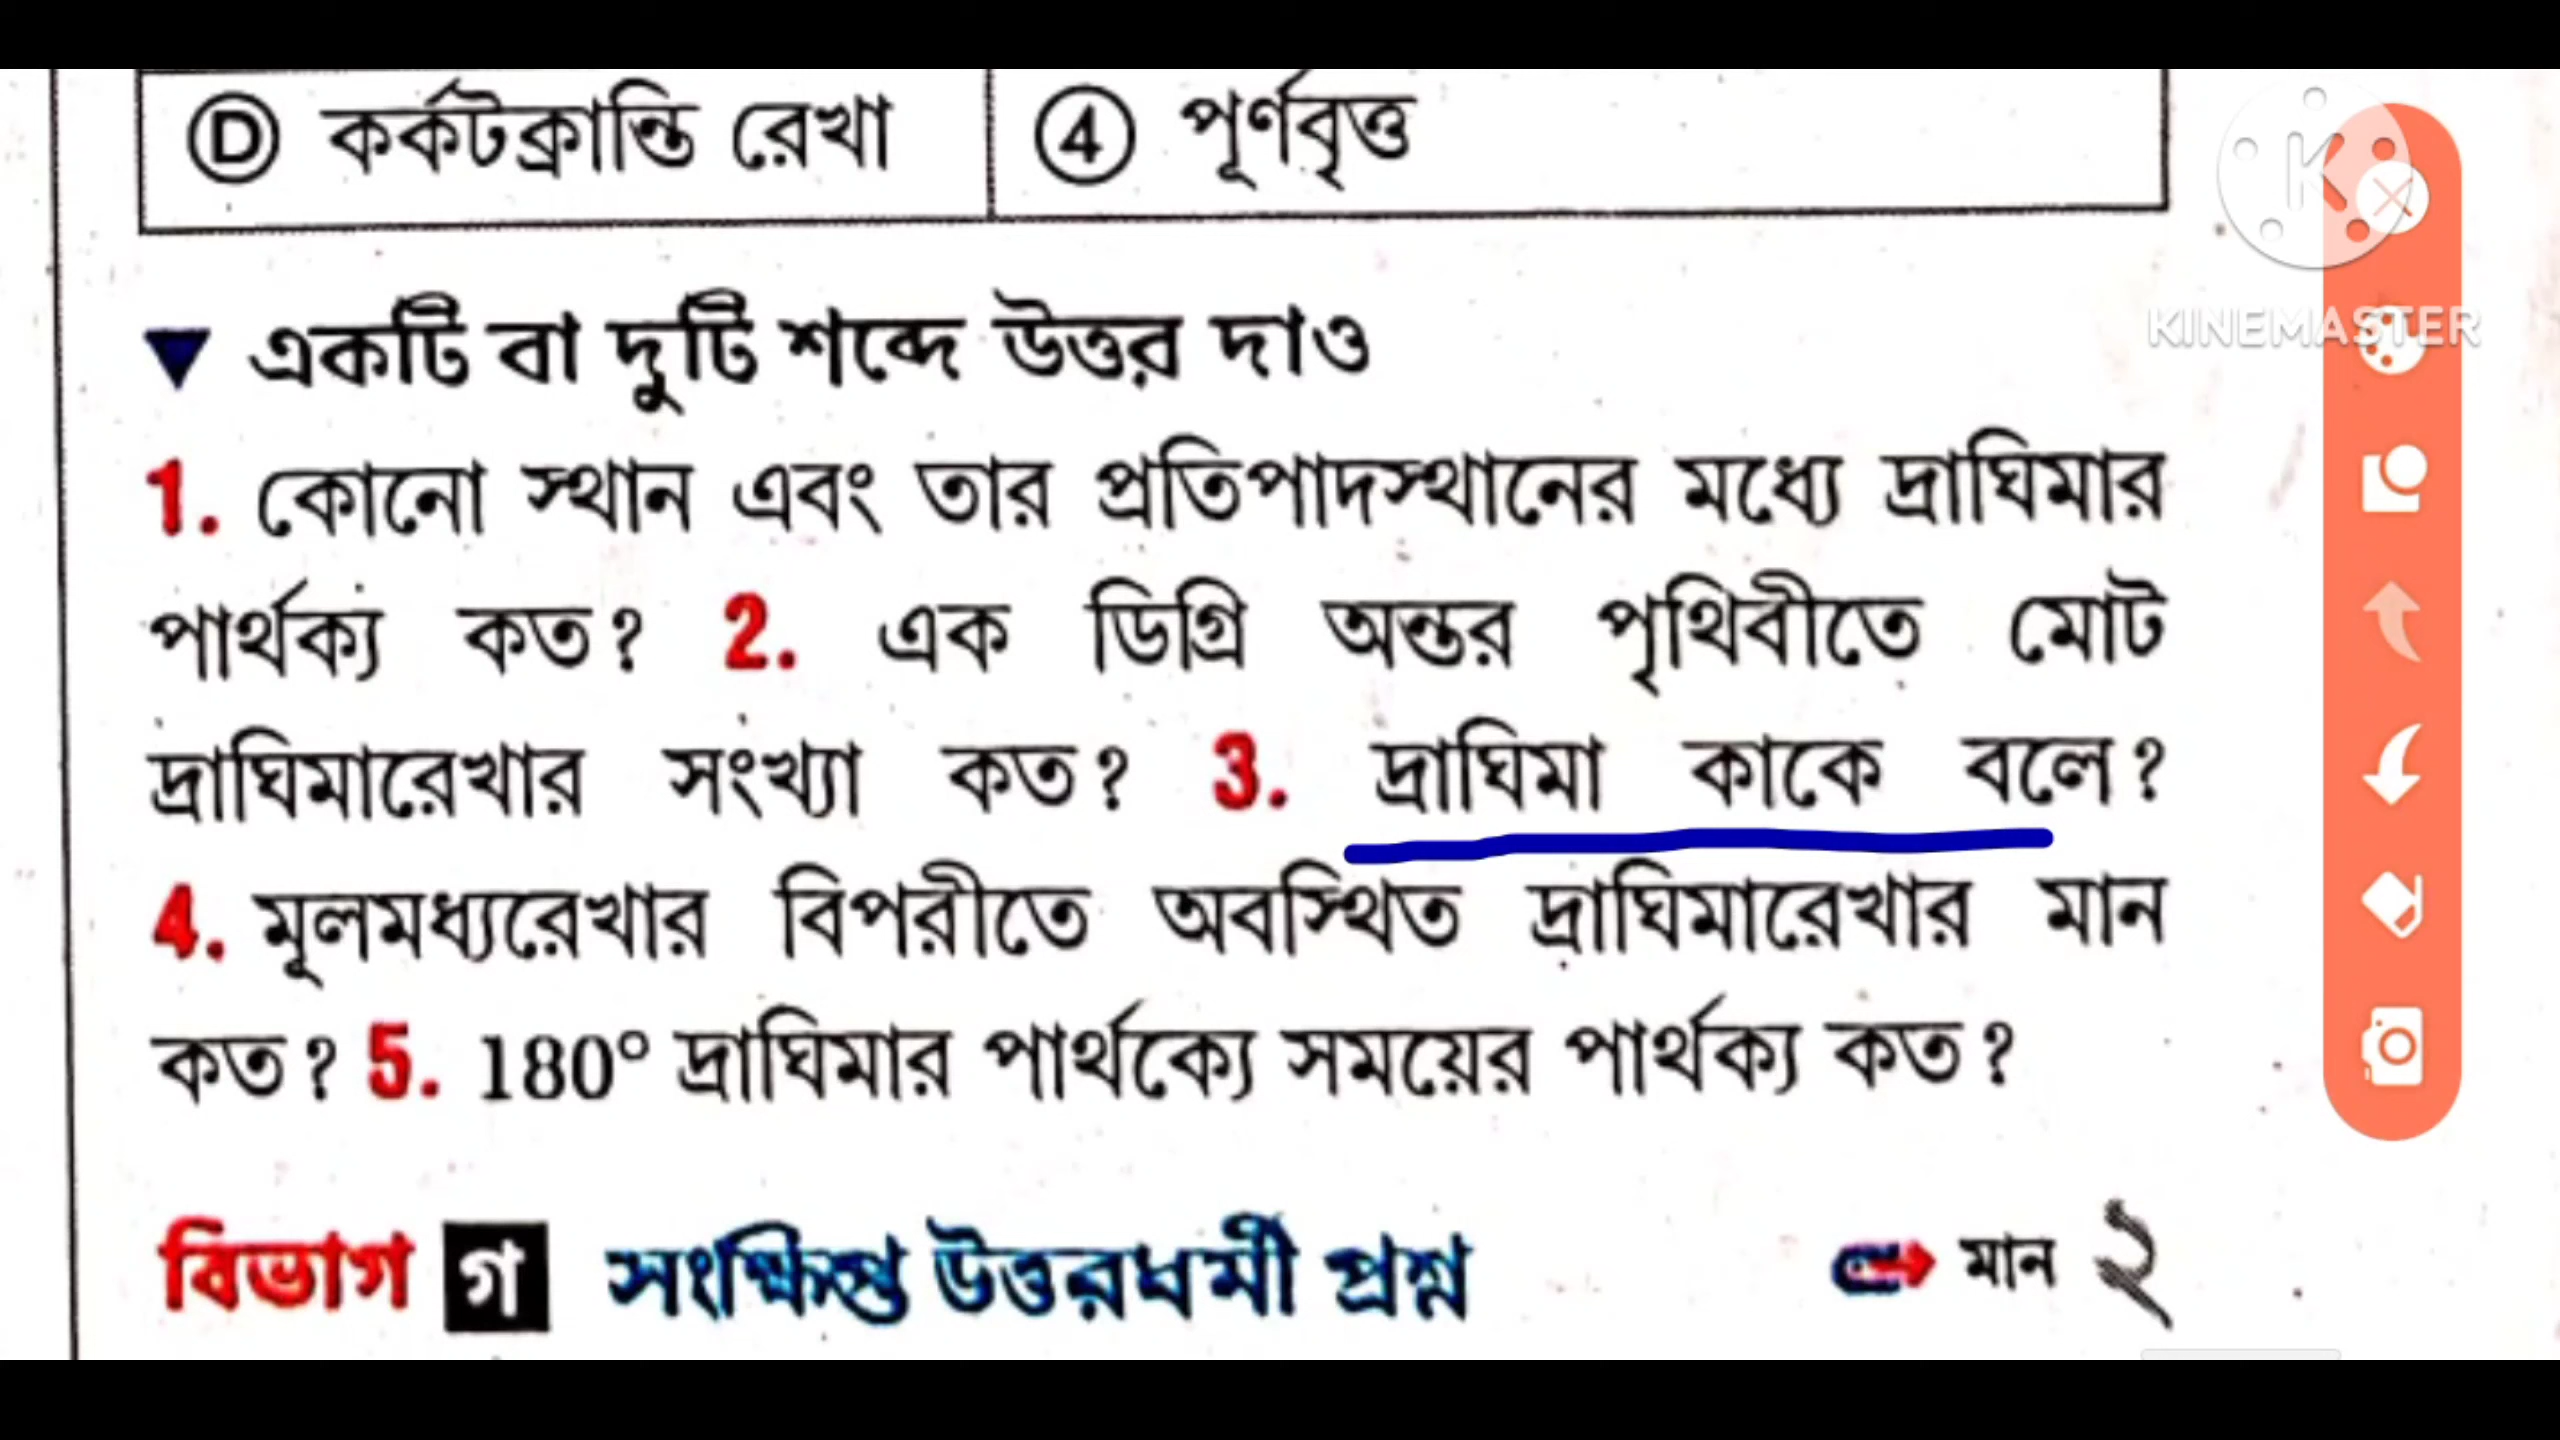 D কর্কটক্রান্তি রেখা 4 পূর্ণবৃত্ত
KINEMASTER
▼ একটি বা দুটি শব্দে উত্তর দাও
1. কোনো স্থান এবং তার প্রতিপাদস্থানের মধ্যে দ্রাঘিমার
পার্থক্য কত? 2. এক ডিগ্রি অন্তর পৃথিবীতে মোট
দ্রাঘিমারেখার সংখ্যা কত? 3. দ্রাঘিমা কাকে বলে?
4. মূলমধ্যরেখার বিপরীতে অবস্থিত দ্রাঘিমারেখার মান
কত? 5. 180° দ্রাঘিমার পার্থক্যে সময়ের পার্থক্য কত?
বিভাগ গ সংক্ষিপ্ত উত্তরধর্মী প্রশ্ন মান ২